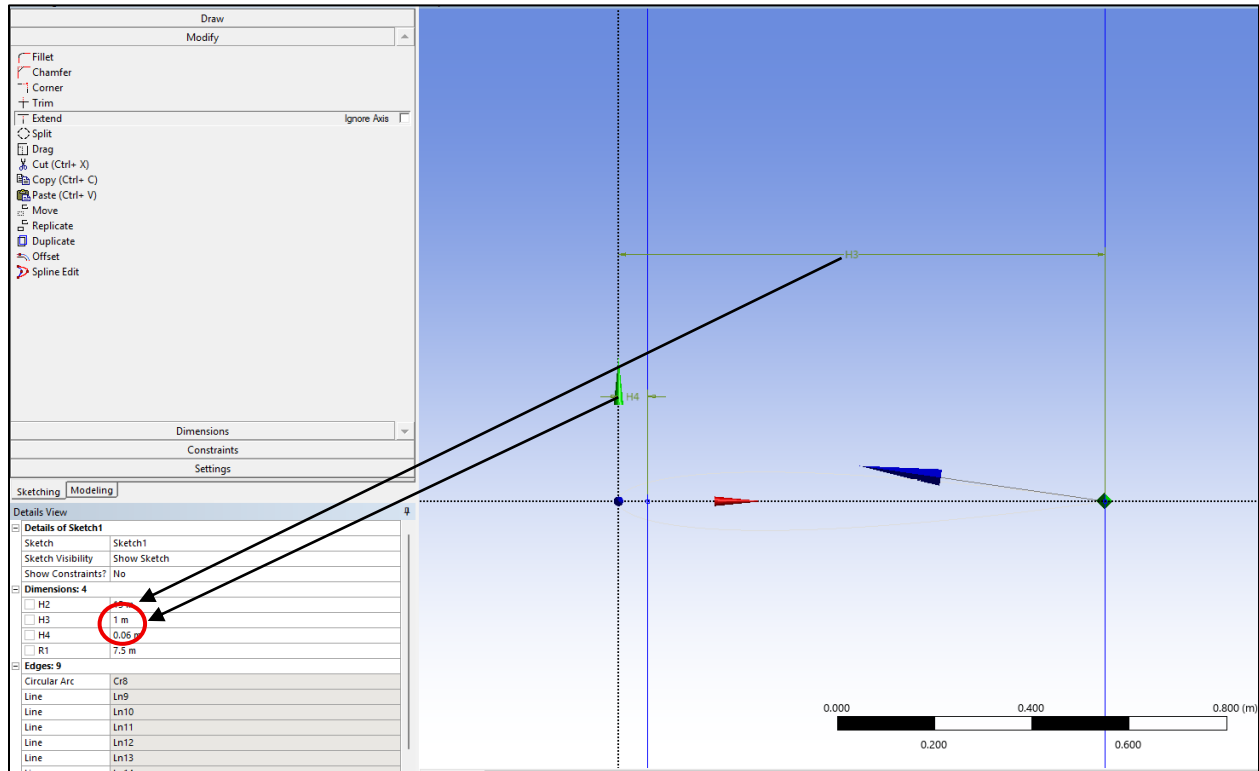 Draw
Modify
Fillet
Chamfer
Corner
Trim
Extend Ignore Axis
Split
Drag
Cut (Ctrl+ X)
Copy (Ctrl+ C)
Paste (Ctrl+ V)
Move
Replicate
Duplicate
Offset
Spline Edit
Dimensions
Constraints
Settings
Sketching Modeling
Details View
Details of Sketch1
Sketch Sketch1
Sketch Visibility Show Sketch
Show Constraints? No
Dimensions: 4
H2
H3 1 m
H4 0.06 m
R1 7.5 m
Edges: 9
Circular Arc Cr8
Line Ln9
Line Ln10
Line Ln11
Line Ln12
Line Ln13
H3
H4
0.000 0.400 0.800 (m)
0.200 0.600